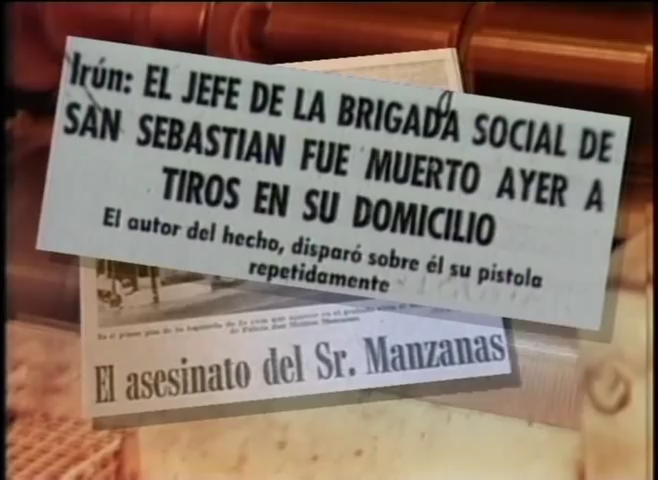 Irún: EL JEFE DE LA BRIGADA SOCIAL DE
SAN SEBASTIAN FUE MUERTO AYER A
TIROS EN SU DOMICILIO
El autor del hecho, disparó sobre él su pistola
repetidamente
El asesinato del Sr. Manzanas